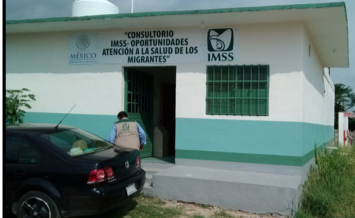 "CONSULTORIO
IMSS-OPORTUNIDADES
ATENCIÓN A LA SALUD DE LOS
MIGRANTES"
MÉXICO
IMSS